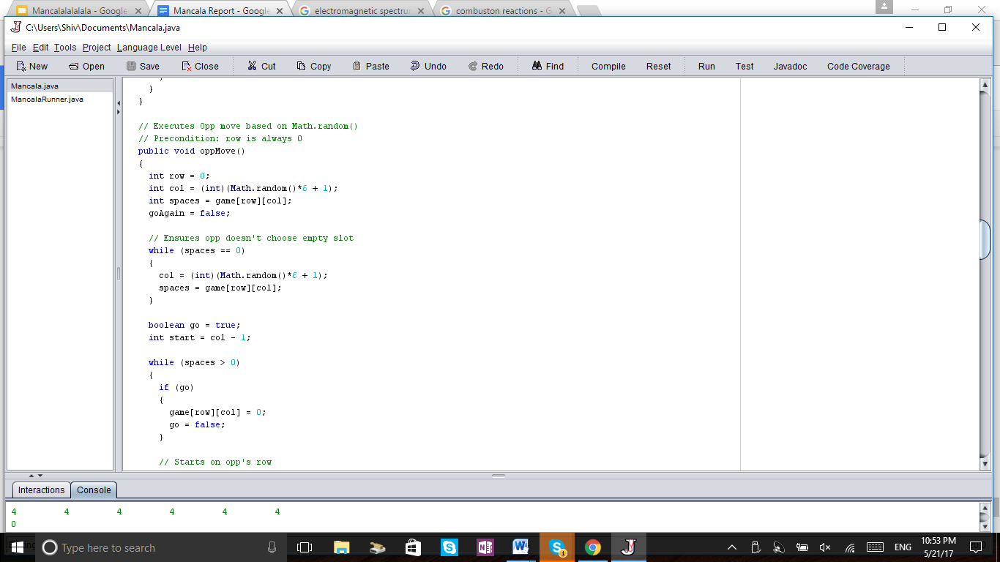 Mancalalalalala - Google
Mancala Report - Google
electromagnetic spectru
combuston reactions - G
C:\Users\Shiv\Documents\Mancala.java
File Edit Tools Project Language Level Help
New Open Save Close Cut Copy Paste Undo Redo Find Compile Reset Run Test Javadoc Code Coverage
Mancala.java
MancalaRunner.java
}
}
// Executes Opp move based on Math.random()
// Precondition: row is always 0
public void oppMove()
{
int row = 0;
int col = (int)(Math.random()*6 + 1);
int spaces = game[row][col];
goAgain = false;
// Ensures opp doesn't choose empty slot
while (spaces == 0)
{
col = (int)(Math.random()*6 + 1);
spaces = game[row][col];
}
boolean go = true;
int start = col - 1;
while (spaces > 0)
{
if (go)
{
game[row][col] = 0;
go = false;
}
// Starts on opp's row
Interactions Console
4 4 4 4 4 4
0
Type here to search
ENG
10:53 PM
5/21/17